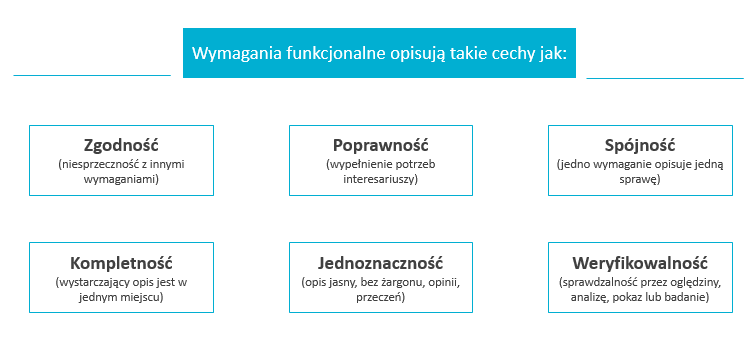 Wymagania funkcjonalne opisują takie cechy jak:
Zgodność
(niesprzeczność z innymi
wymaganiami)
Poprawność
(wypełnienie potrzeb
interesariuszy)
Spójność
(jedno wymaganie opisuje jedną
sprawę)
Kompletność
(wystarczający opis jest w
jednym miejscu)
Jednoznaczność
(opis jasny, bez żargonu, opinii,
przeczeń)
Weryfikowalność
(sprawdzalność przez oględziny,
analizę, pokaz lub badanie)